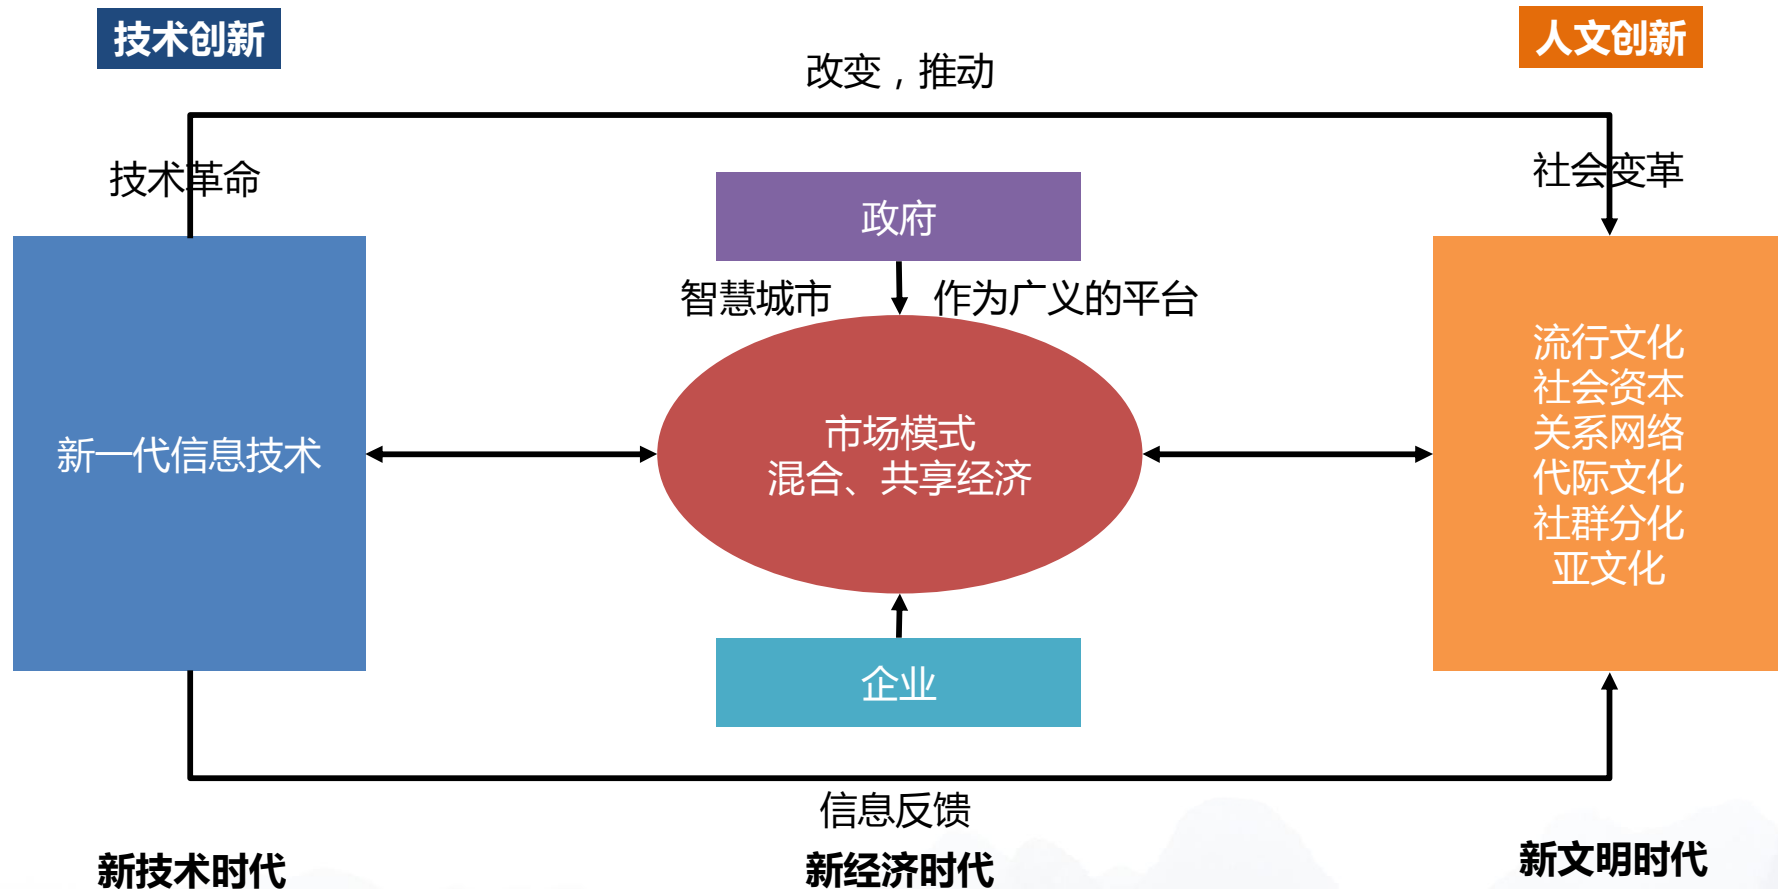 技术创新
人文创新
改变，推动
技术革命
社会变革
政府
智慧城市
作为广义的平台
新一代信息技术
市场模式
混合、共享经济
流行文化
社会资本
关系网络
代际文化
社群分化
亚文化
企业
信息反馈
新技术时代
新经济时代
新文明时代